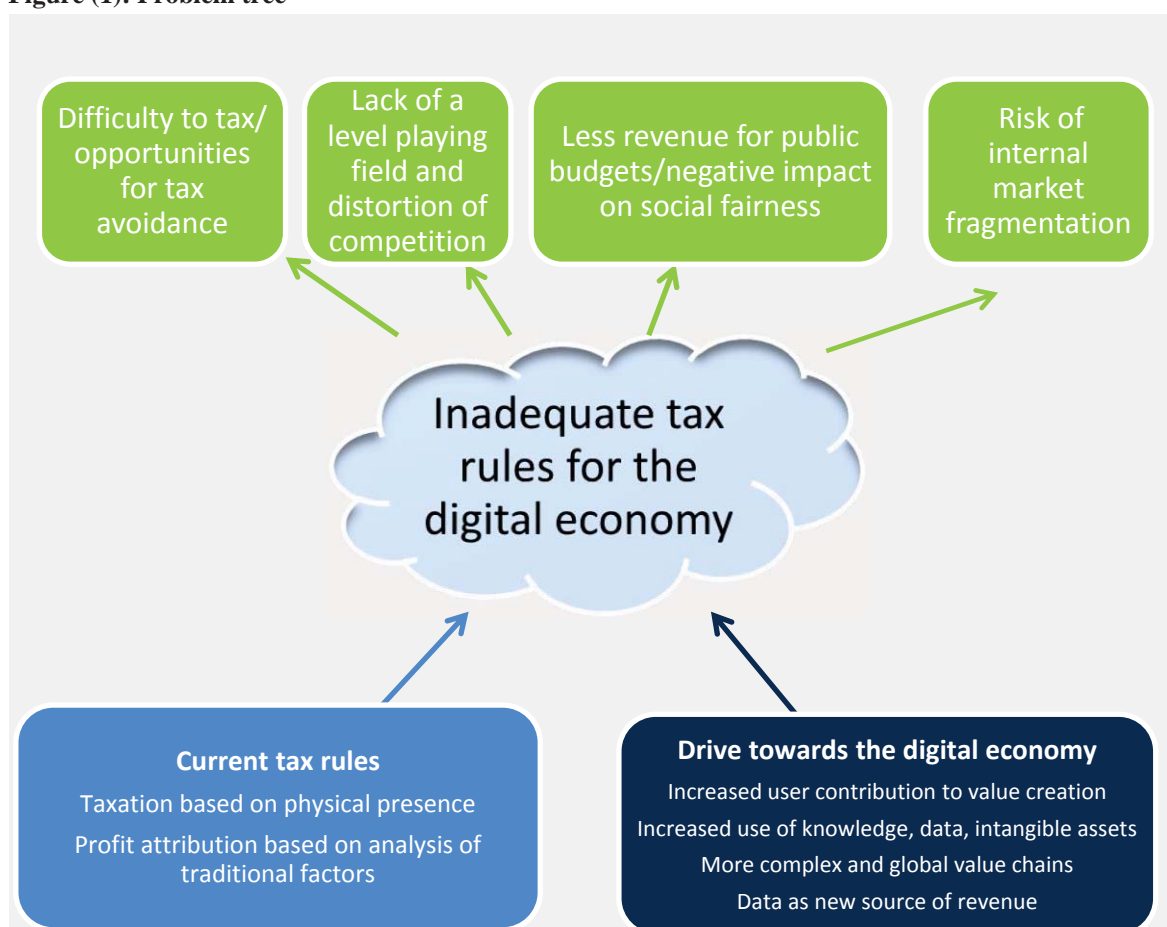 Figure (1): Problem tree
Difficulty to tax/
opportunities
for tax
avoidance
Lack of a
level playing
field and
distortion of
competition
Less revenue for public
budgets/negative impact
on social fairness
Risk of
internal
market
fragmentation
Inadequate tax
rules for the
digital economy
Current tax rules
Taxation based on physical presence
Profit attribution based on analysis of
traditional factors
Drive towards the digital economy
Increased user contribution to value creation
Increased use of knowledge, data, intangible assets
More complex and global value chains
Data as new source of revenue